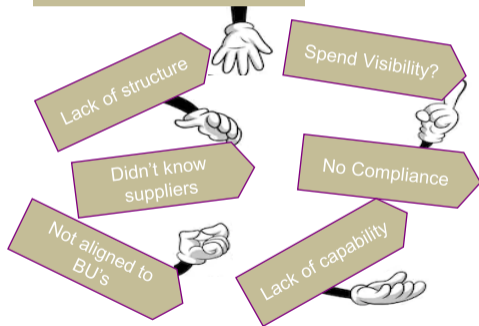 Lack of structure
Spend Visibility?
Didn't know
suppliers
No Compliance
Not aligned to
BU's
Lack of capability